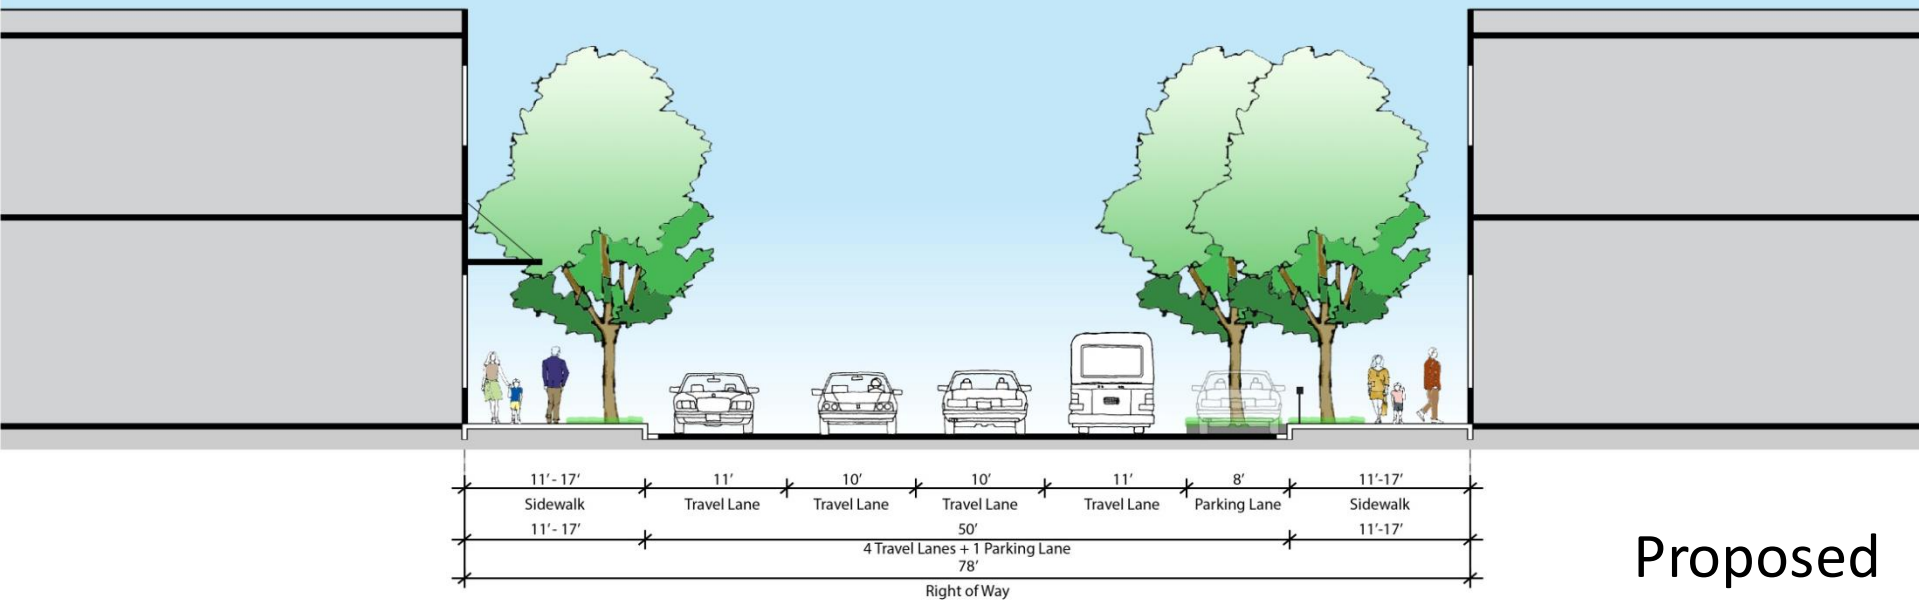 11’- 17’ 11’ 10’ 10’ 11’ 8’ 11’-17’
Sidewalk Travel Lane Travel Lane Travel Lane Travel Lane Parking Lane Sidewalk
11’- 17’ 50’ 11’-17’
4 Travel Lanes + 1 Parking Lane
78’
Right of Way
Proposed